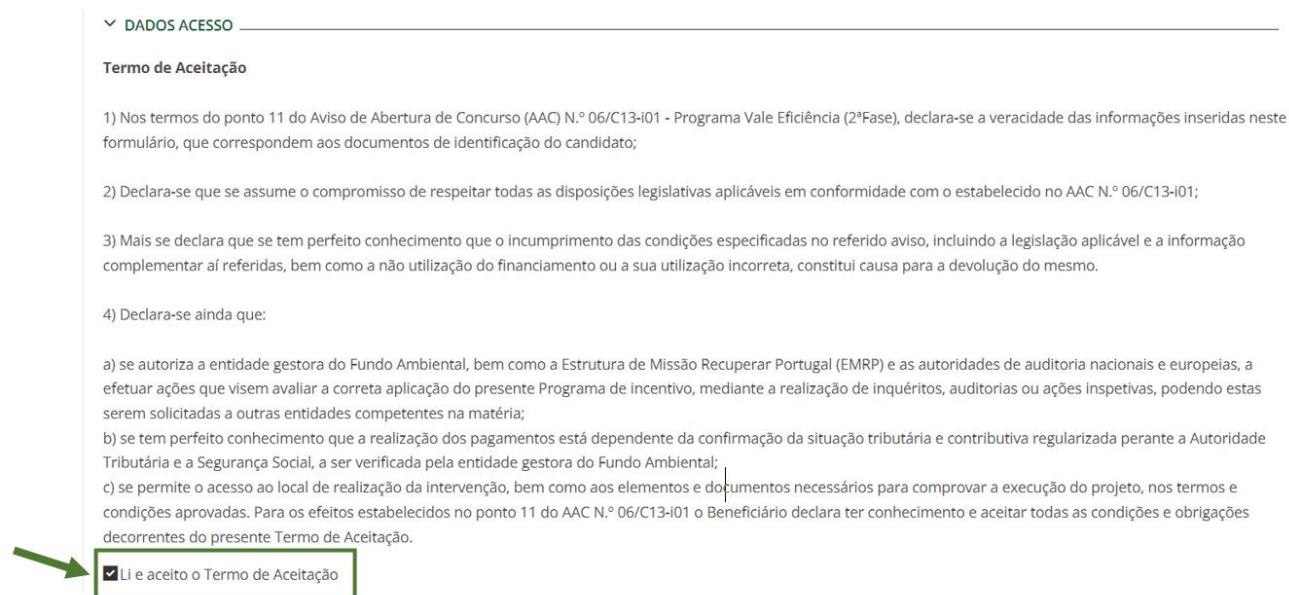 DADOS ACESSO
Termo de Aceitação
1) Nos termos do ponto 11 do Aviso de Abertura de Concurso (AAC) N.º 06/C13-i01 - Programa Vale Eficiência (2ªFase), declara-se a veracidade das informações inseridas neste
formulário, que correspondem aos documentos de identificação do candidato;
2) Declara-se que se assume o compromisso de respeitar todas as disposições legislativas aplicáveis em conformidade com o estabelecido no AAC N.º 06/C13-i01;
3) Mais se declara que se tem perfeito conhecimento que o incumprimento das condições especificadas no referido aviso, incluindo a legislação aplicável e a informação
complementar aí referidas, bem como a não utilização do financiamento ou a sua utilização incorreta, constitui causa para a devolução do mesmo.
4) Declara-se ainda que:
a) se autoriza a entidade gestora do Fundo Ambiental, bem como a Estrutura de Missão Recuperar Portugal (EMRP) e as autoridades de auditoria nacionais e europeias, a
efetuar ações que visem avaliar a correta aplicação do presente Programa de incentivo, mediante a realização de inquéritos, auditorias ou ações inspetivas, podendo estas
serem solicitadas a outras entidades competentes na matéria;
b) se tem perfeito conhecimento que a realização dos pagamentos está dependente da confirmação da situação tributária e contributiva regularizada perante a Autoridade
Tributária e a Segurança Social, a ser verificada pela entidade gestora do Fundo Ambiental;
c) se permite o acesso ao local de realização da intervenção, bem como aos elementos e documentos necessários para comprovar a execução do projeto, nos termos e
condições aprovadas. Para os efeitos estabelecidos no ponto 11 do AAC N.º 06/C13-i01 o Beneficiário declara ter conhecimento e aceitar todas as condições e obrigações
decorrentes do presente Termo de Aceitação.
Li e aceito o Termo de Aceitação